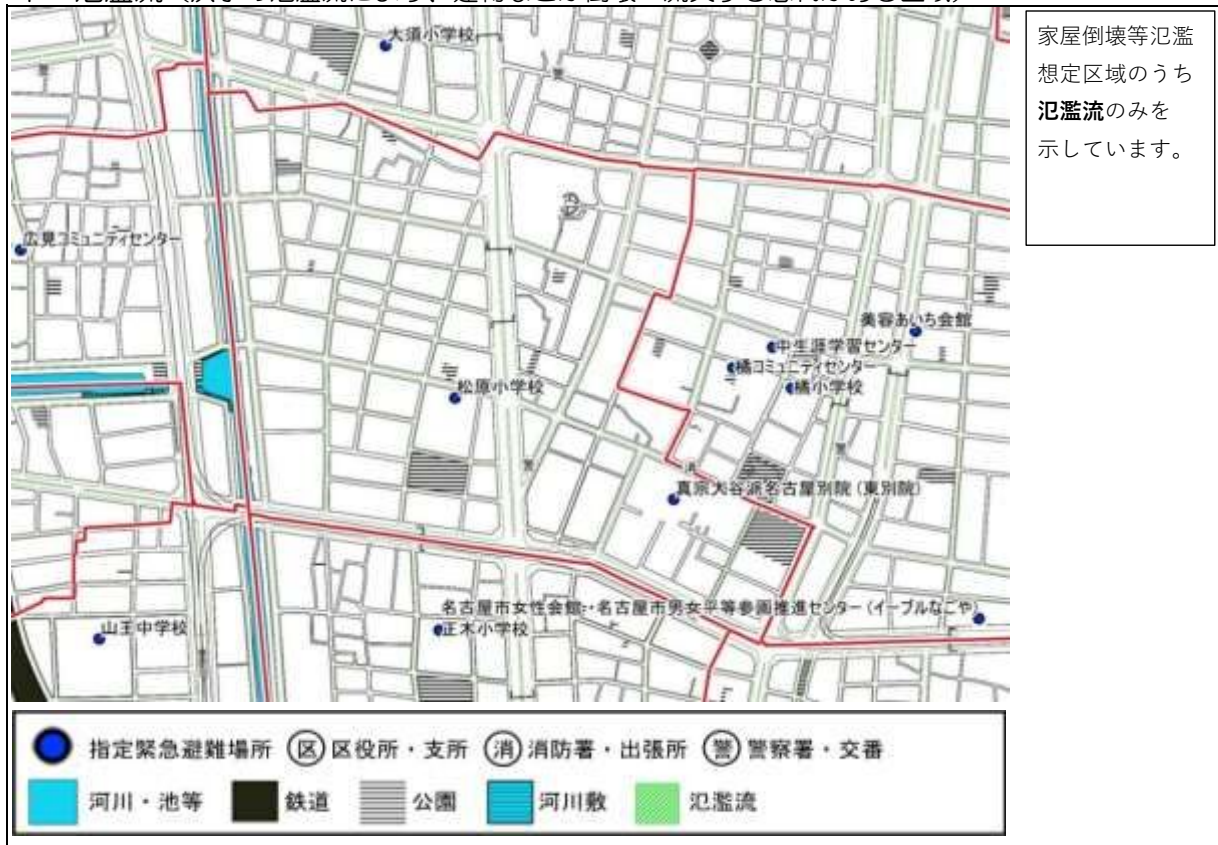 家屋倒壊等氾濫
想定区域のうち
氾濫流のみを
示しています。
大須小学校
広見コミュニティセンター
美容あいち会館
中生涯学習センター
橘コミュニティセンター
橘小学校
松原小学校
消
真宗大谷派名古屋別院(東別院)
名古屋市女性会館・名古屋市男女平等参画推進センター(イーブルなごや)
山王中学校
正木小学校
指定緊急避難場所 区 区役所・支所 消 消防署・出張所 警 警察署・交番
河川・池等 鉄道 公園 河川敷 氾濫流